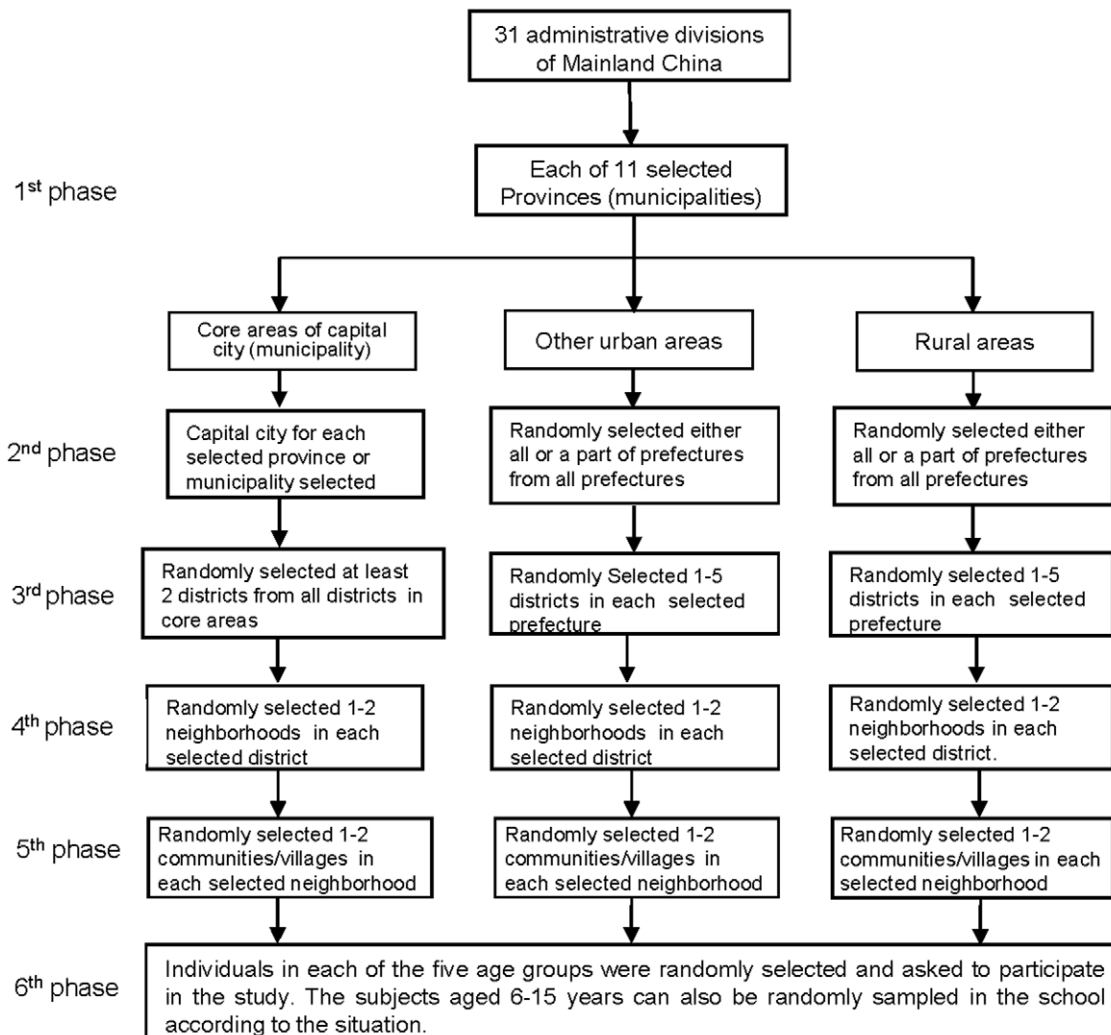 31 administrative divisions
of Mainland China
1st phase
Each of 11 selected
Provinces (municipalities)
Core areas of capital
city (municipality)
Other urban areas
Rural areas
2nd phase
Capital city for each
selected province or
municipality selected
Randomly selected either
all or a part of prefectures
from all prefectures
Randomly selected either
all or a part of prefectures
from all prefectures
3rd phase
Randomly selected at least
2 districts from all districts in
core areas
Randomly Selected 1-5
districts in each selected
prefecture
Randomly selected 1-5
districts in each selected
prefecture
4th phase
Randomly selected 1-2
neighborhoods in each
selected district
Randomly selected 1-2
neighborhoods in each
selected district
Randomly selected 1-2
neighborhoods in each
selected district.
5th phase
Randomly selected 1-2
communities/villages in
each selected neighborhood
Randomly selected 1-2
communities/villages in
each selected neighborhood
Randomly selected 1-2
communities/villages in each
selected neighborhood
6th phase
Individuals in each of the five age groups were randomly selected and asked to participate
in the study. The subjects aged 6-15 years can also be randomly sampled in the school
according to the situation.